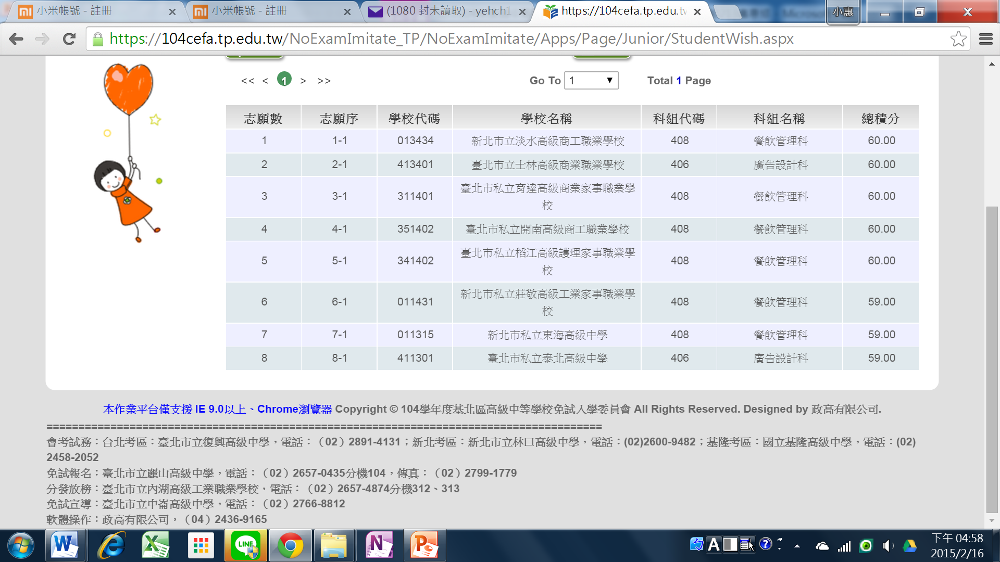 小米帳號 - 註冊
小米帳號 - 註冊
(1080 封未讀取) - yehch1
https://104cefa.tp.edu.tw
小惠
https://104cefa.tp.edu.tw/NoExamImitate_TP/NoExamImitate/Apps/Page/Junior/StudentWish.aspx
<< < 1 > >> Go To 1 Total 1 Page
志願數 志願序 學校代碼 學校名稱 科組代碼 科組名稱 總積分
1 1-1 013434 新北市立淡水高級商工職業學校 408 餐飲管理科 60.00
2 2-1 413401 臺北市立士林高級商業職業學校 406 廣告設計科 60.00
3 3-1 311401 臺北市私立育達高級商業家事職業學校 408 餐飲管理科 60.00
4 4-1 351402 臺北市私立開南高級商工職業學校 408 餐飲管理科 60.00
5 5-1 341402 臺北市私立稻江高級護理家事職業學校 408 餐飲管理科 60.00
6 6-1 011431 新北市私立莊敬高級工業家事職業學校 408 餐飲管理科 59.00
7 7-1 011315 新北市私立東海高級中學 408 餐飲管理科 59.00
8 8-1 411301 臺北市私立泰北高級中學 406 廣告設計科 59.00
本作業平台僅支援 IE 9.0以上、Chrome瀏覽器 Copyright © 104學年度基北區高級中等學校免試入學委員會 All Rights Reserved. Designed by 政高有限公司.
=====================================================================================
會考試務：台北考區：臺北市立復興高級中學，電話：（02）2891-4131；新北考區：新北市立林口高級中學，電話：(02)2600-9482；基隆考區：國立基隆高級中學，電話：(02)
2458-2052
免試報名：臺北市立麗山高級中學，電話：（02）2657-0435分機104，傳真：（02）2799-1779
分發放榜：臺北市立內湖高級工業職業學校，電話：（02）2657-4874分機312、313
免試宣導：臺北市立中崙高級中學，電話：（02）2766-8812
軟體操作：政高有限公司，（04）2436-9165
LINE
A
下午 04:58
2015/2/16